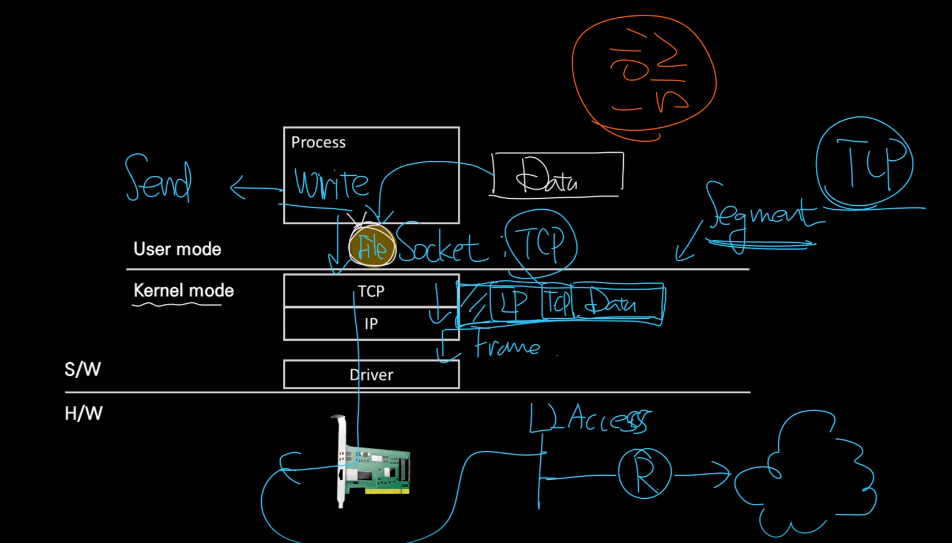 Process
Write
Send
Data
TCP
Segment
File
Socket : TCP
User mode
Kernel mode
TCP
IP TCP Data
IP
Frame.
S/W
Driver
H/W
L2 Access
R